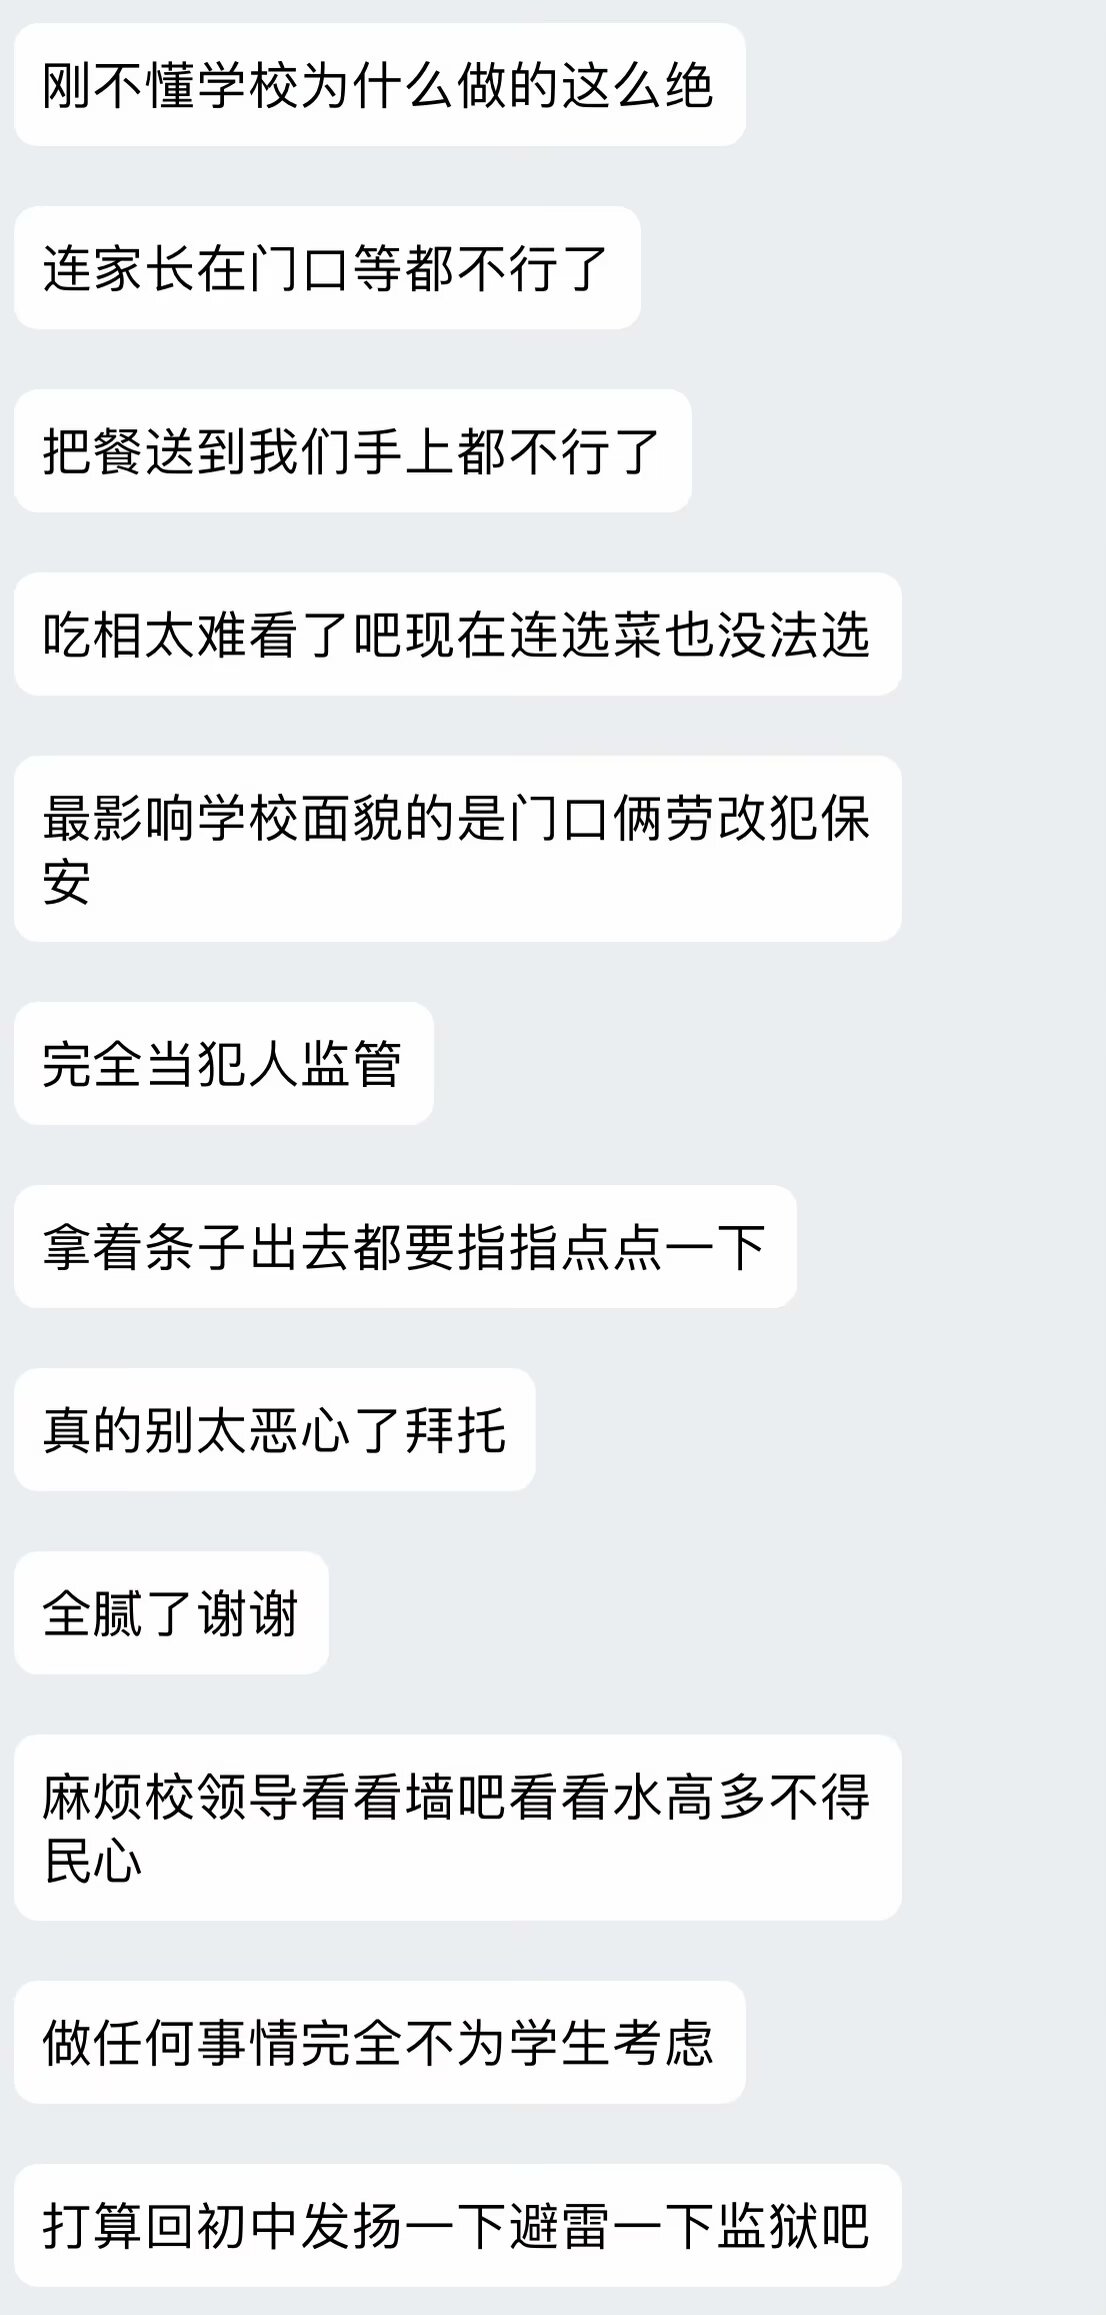 刚不懂学校为什么做的这么绝
连家长在门口等都不行了
把餐送到我们手上都不行了
吃相太难看了吧现在连选菜也没法选
最影响学校面貌的是门口俩劳改犯保
安
完全当犯人监管
拿着条子出去都要指指点点一下
真的别太恶心了拜托
全腻了谢谢
麻烦校领导看看墙吧看看水高多不得
民心
做任何事情完全不为学生考虑
打算回初中发扬一下避雷一下监狱吧